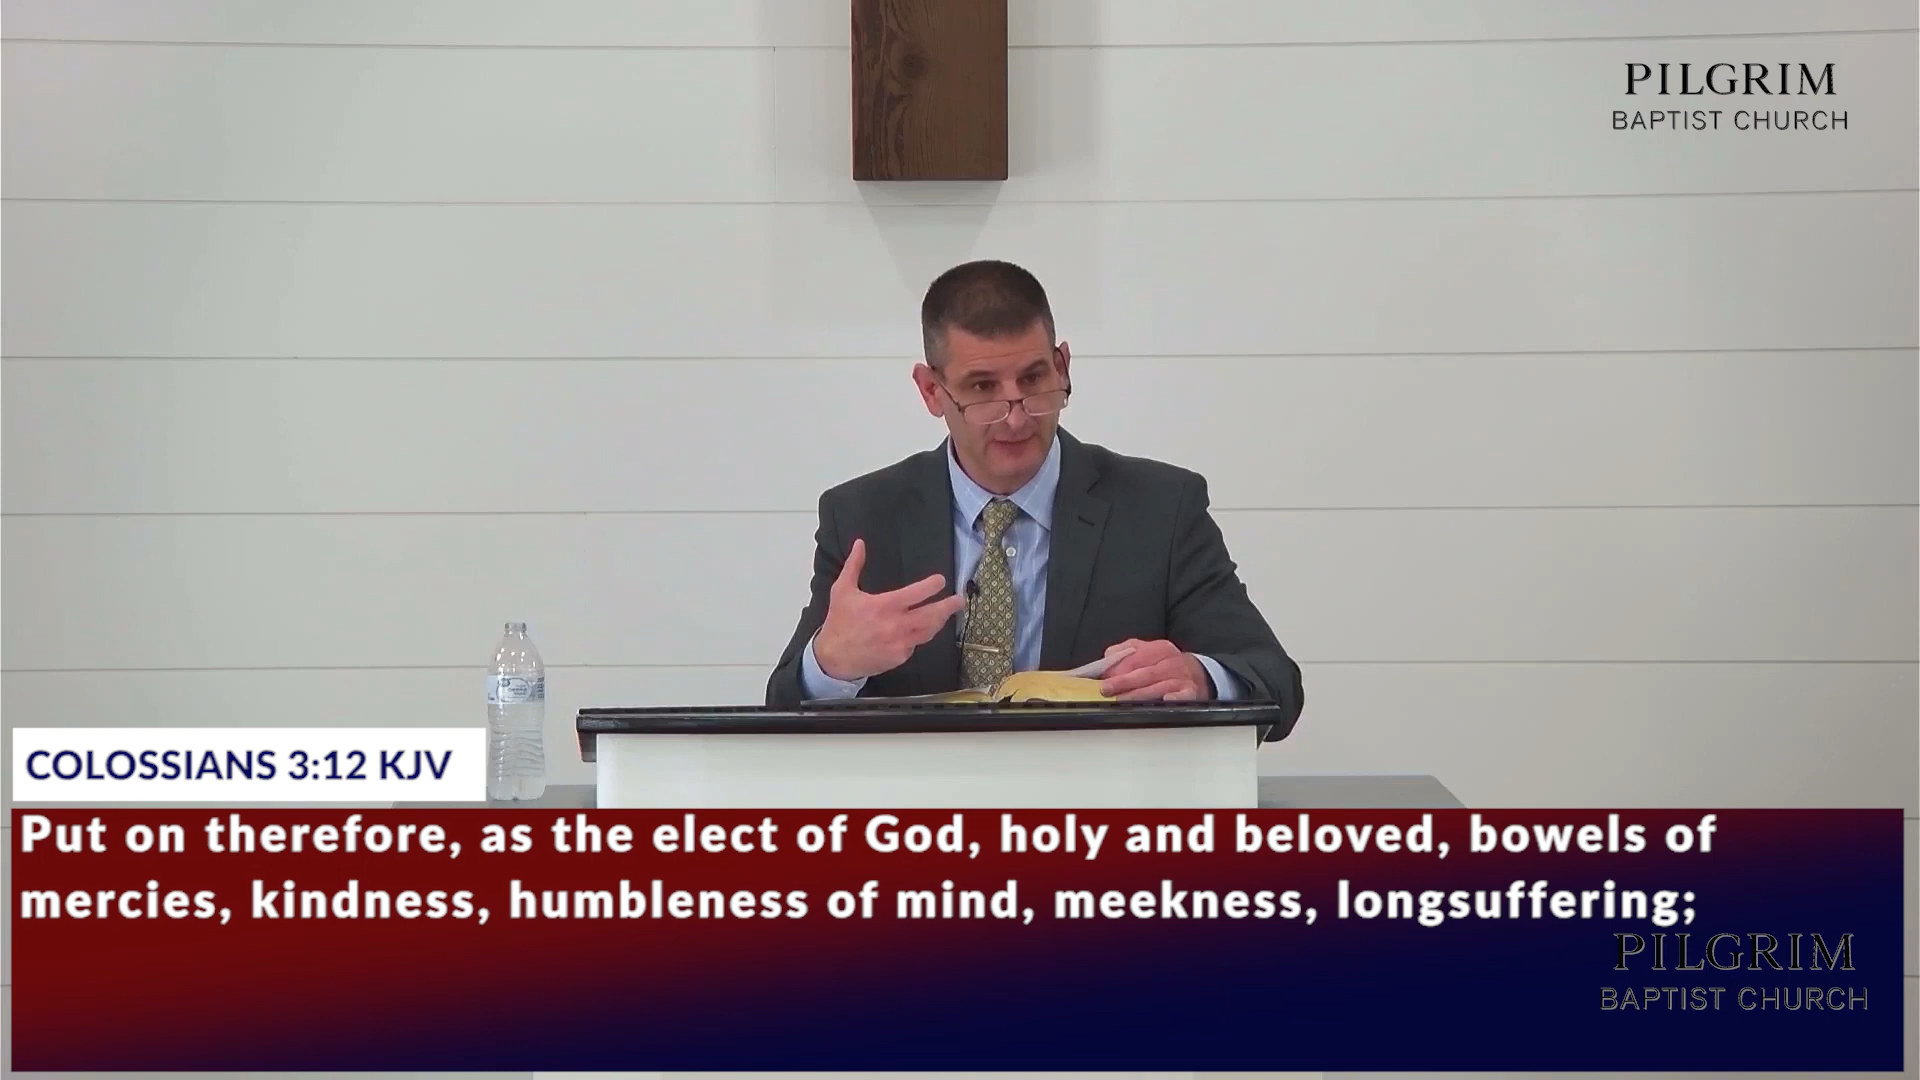 PILGRIM
BAPTIST CHURCH
COLOSSIANS 3:12 KJV
Put on therefore, as the elect of God, holy and beloved, bowels of
mercies, kindness, humbleness of mind, meekness, longsuffering;
PILGRIM
BAPTIST CHURCH